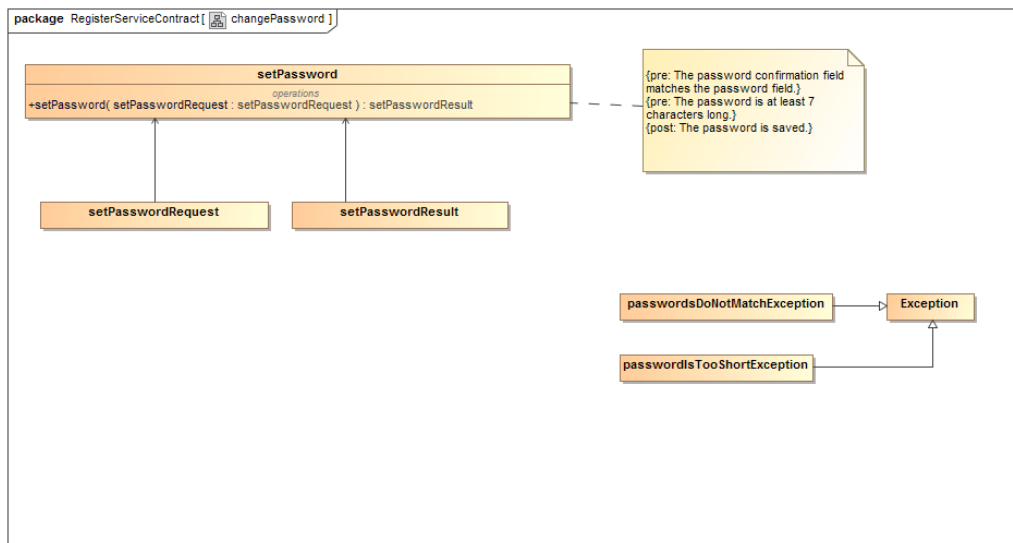 package RegisterServiceContract [ changePassword ]
setPassword
operations
+setPassword( setPasswordRequest : setPasswordRequest ) : setPasswordResult
{pre: The password confirmation field
matches the password field.}
{pre: The password is at least 7
characters long.}
{post: The password is saved.}
setPasswordRequest
setPasswordResult
passwordsDoNotMatchException
Exception
passwordIsTooShortException